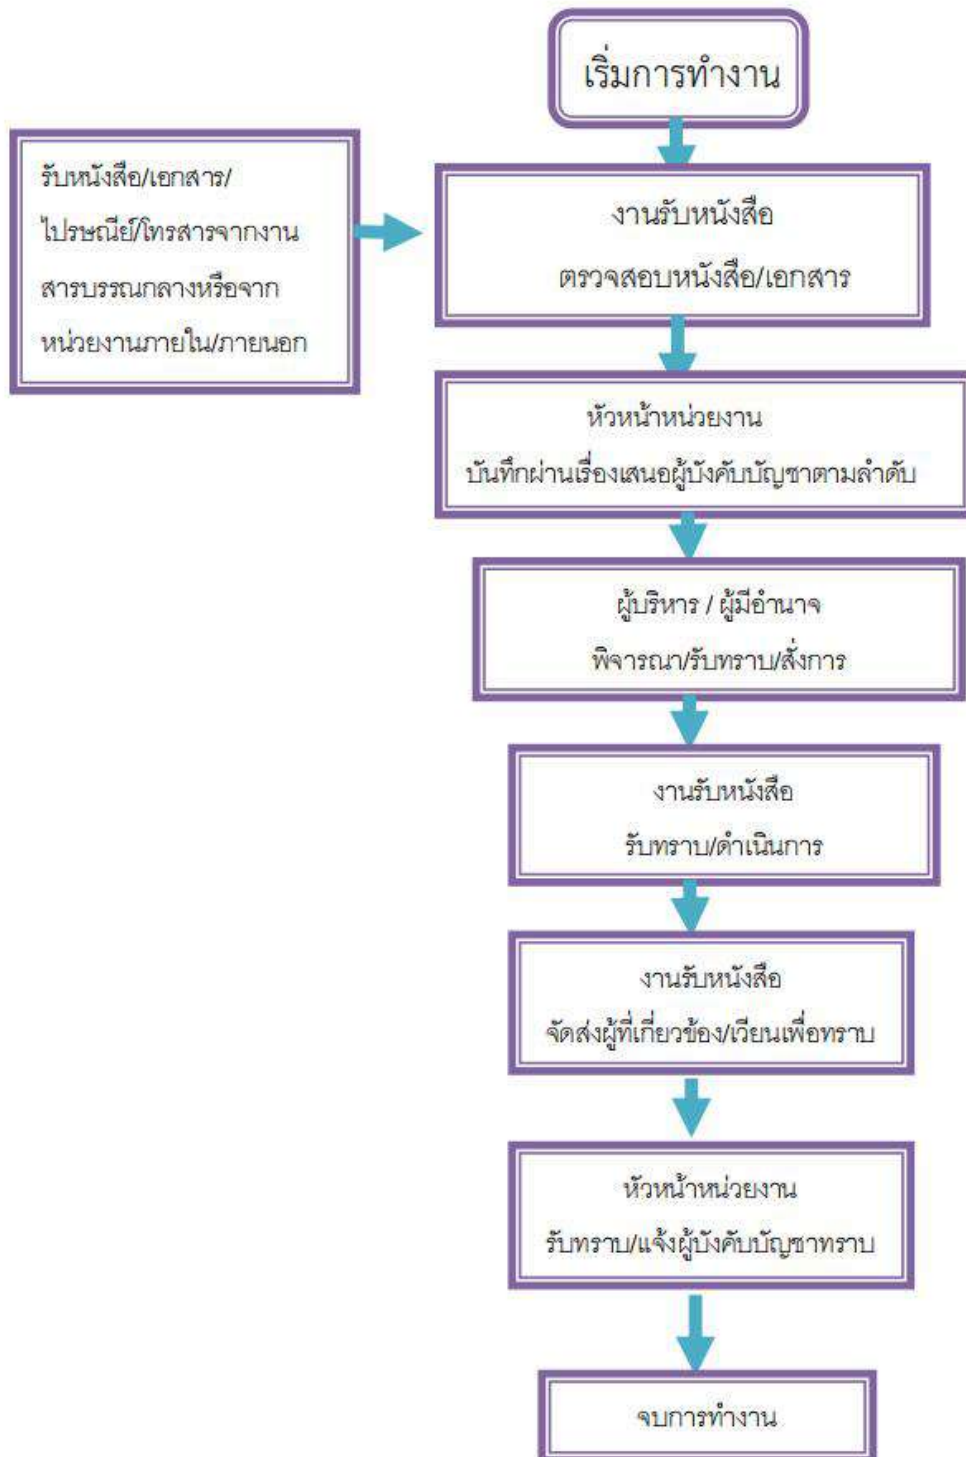 เริ่มการทำงาน
รับหนังสือ/เอกสาร/
ไปรษณีย์/โทรสารจากงาน
สารบรรณกลางหรือจาก
หน่วยงานภายใน/ภายนอก
งานรับหนังสือ
ตรวจสอบหนังสือ/เอกสาร
หัวหน้าหน่วยงาน
บันทึกผ่านเรื่องเสนอผู้บังคับบัญชาตามลำดับ
ผู้บริหาร / ผู้มีอำนาจ
พิจารณา/รับทราบ/สั่งการ
งานรับหนังสือ
รับทราบ/ดำเนินการ
งานรับหนังสือ
จัดส่งผู้ที่เกี่ยวข้อง/เวียนเพื่อทราบ
หัวหน้าหน่วยงาน
รับทราบ/แจ้งผู้บังคับบัญชาทราบ
จบการทำงาน